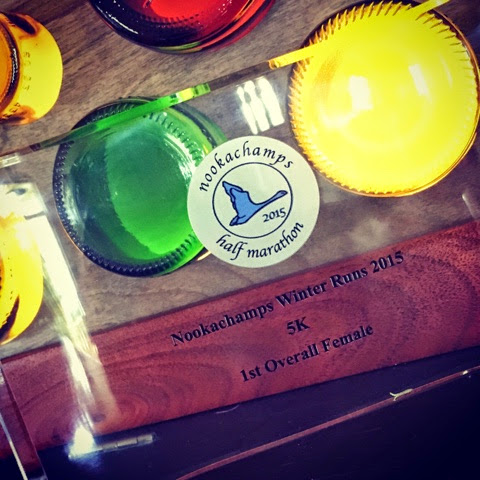 nookachamps
2015
half marathon
Nookachamps Winter Runs 2015
5K
1st Overall Female